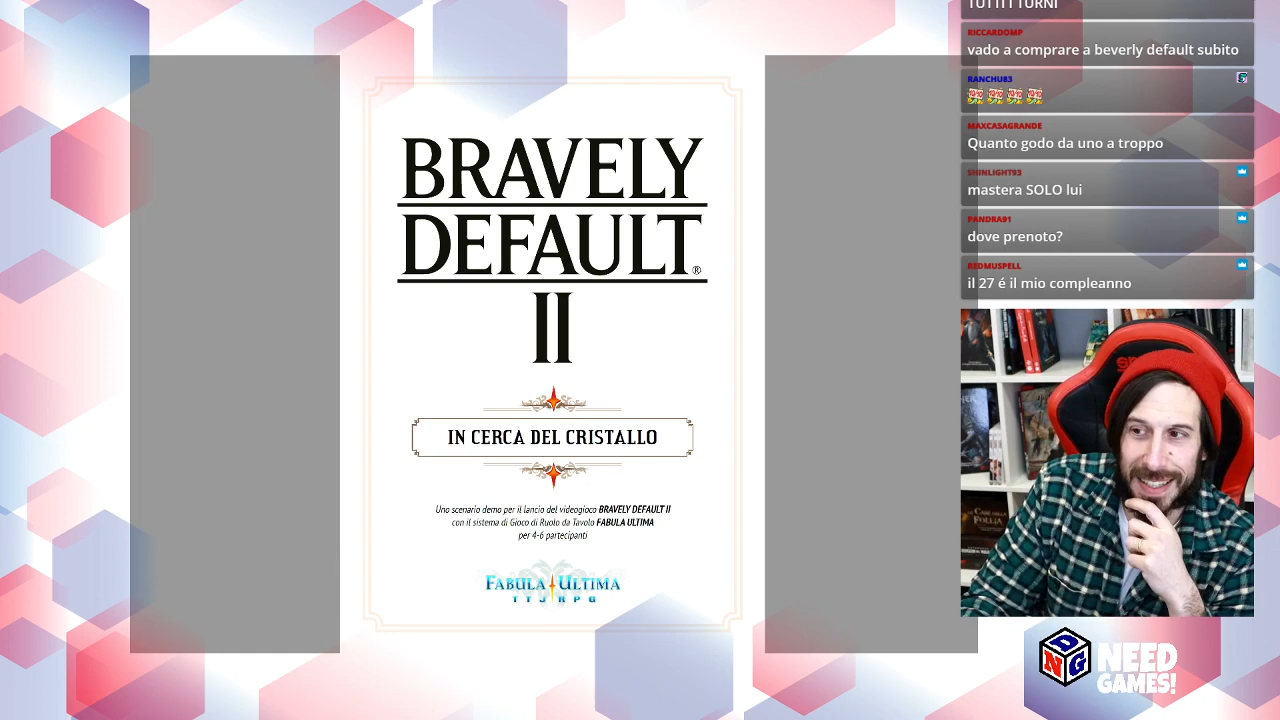 BRAVELY
DEFAULT®
II
IN CERCA DEL CRISTALLO
Uno scenario demo per il lancio del videogioco BRAVELY DEFAULT II
con il sistema di Gioco di Ruolo da Tavolo FABULA ULTIMA
per 4-6 partecipanti
FABULA ULTIMA
TTJRPG
TUTTI I TURNI
RICCARDOMP
vado a comprare a beverly default subito
RANCHU83
MAXCASAGRANDE
Quanto godo da uno a troppo
SHINLIGHT93
mastera SOLO lui
PANDRA91
dove prenoto?
REDMUSPELL
il 27 é il mio compleanno
FOLLIA
DNG
NEED
GAMES!